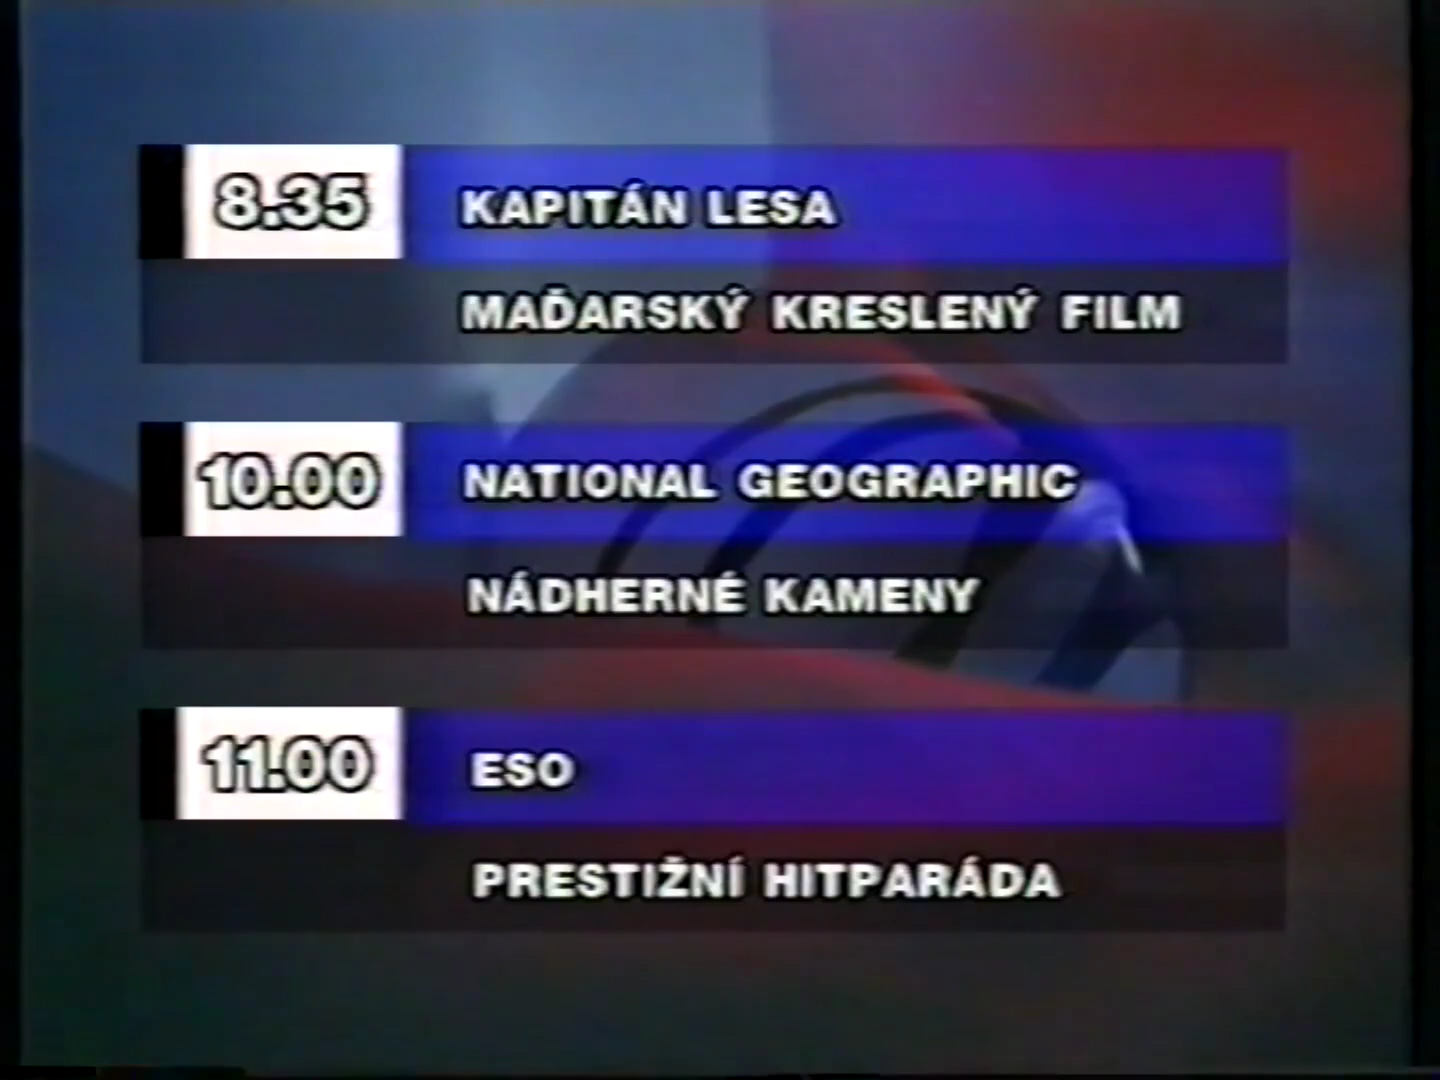 8.35 KAPITÁN LESA
MAĎARSKÝ KRESLENÝ FILM
10.00 NATIONAL GEOGRAPHIC
NÁDHERNÉ KAMENY
11.00 ESO
PRESTIŽNÍ HITPARÁDA